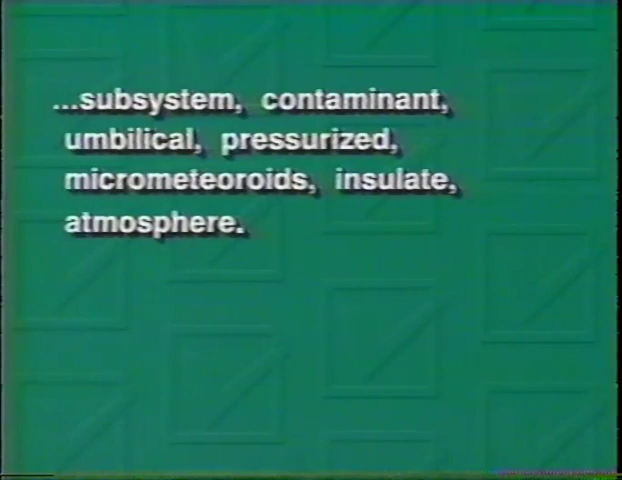 ...subsystem, contaminant,
umbilical, pressurized,
micrometeoroids, insulate,
atmosphere.